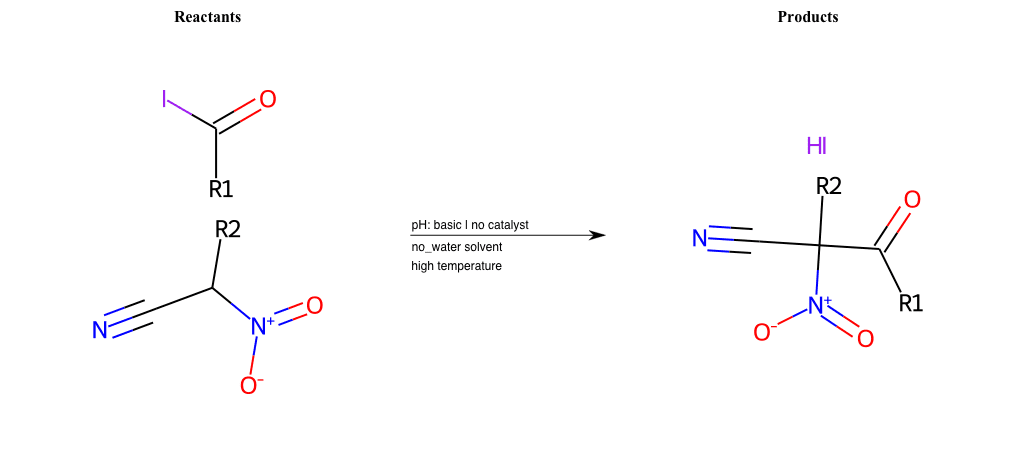 Reactants
Products
I
O
R1
R2
N
N+
O
O-
pH: basic | no catalyst
no_water solvent
high temperature
HI
R2
O
N
R1
N+
O-
O